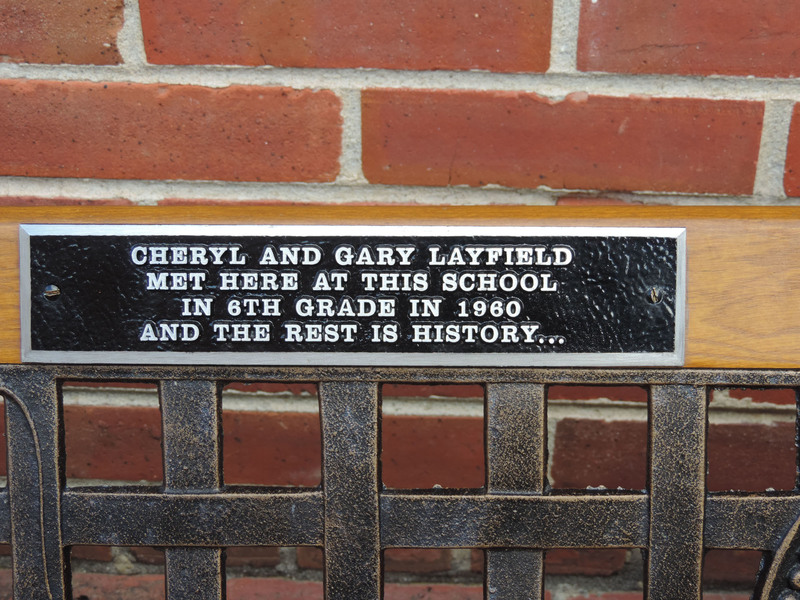 CHERYL AND GARY LAYFIELD
MET HERE AT THIS SCHOOL
IN 6TH GRADE IN 1960
AND THE REST IS HISTORY...